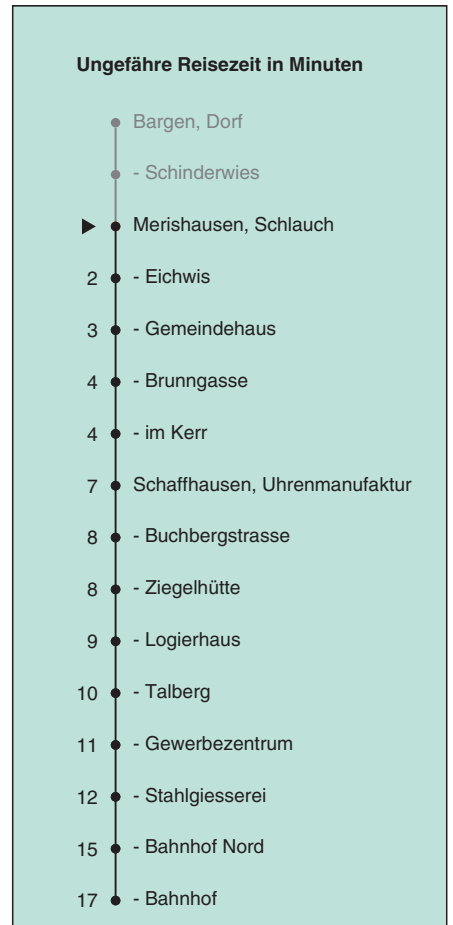 Ungefähre Reisezeit in Minuten
Bargen, Dorf
- Schinderwies
Merishausen, Schlauch
2 - Eichwis
3 - Gemeindehaus
4 - Brunngasse
4 - im Kerr
7 Schaffhausen, Uhrenmanufaktur
8 - Buchbergstrasse
8 - Ziegelhütte
9 - Logierhaus
10 - Talberg
11 - Gewerbezentrum
12 - Stahlgiesserei
15 - Bahnhof Nord
17 - Bahnhof